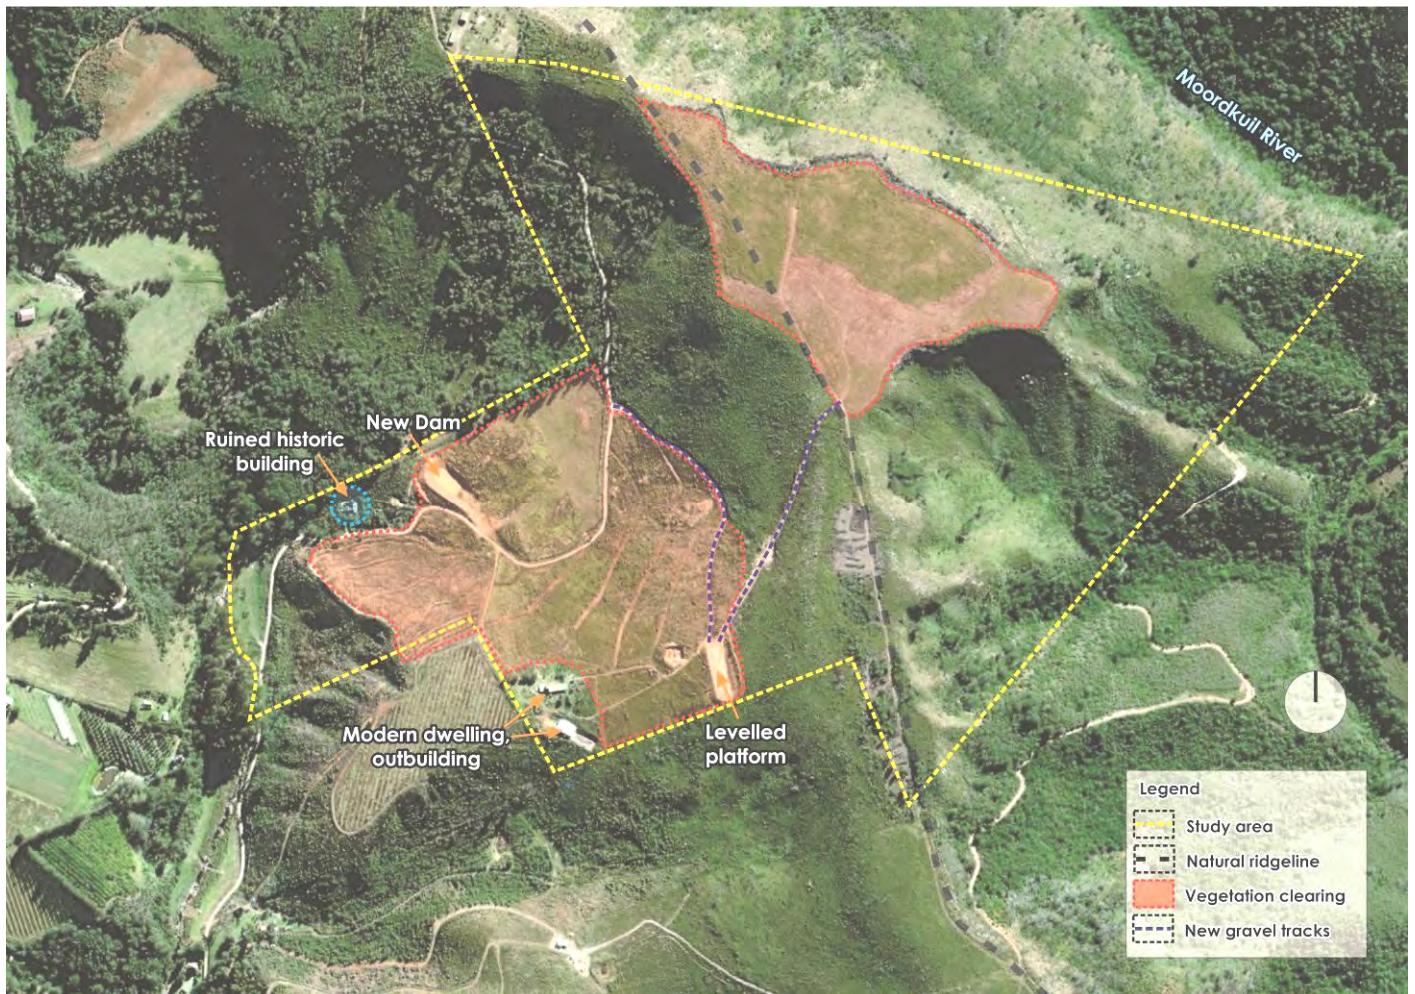 Moordkuil River
New Dam
Ruined historic
building
Modern dwelling,
outbuilding
Levelled
platform
Legend
Study area
Natural ridgeline
Vegetation clearing
New gravel tracks